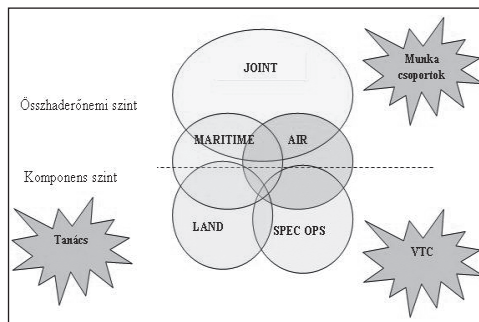 JOINT
Munka
csoportok
Összhaderőnemi szint
MARITIME
AIR
Komponens szint
LAND
SPEC OPS
Tanács
VTC